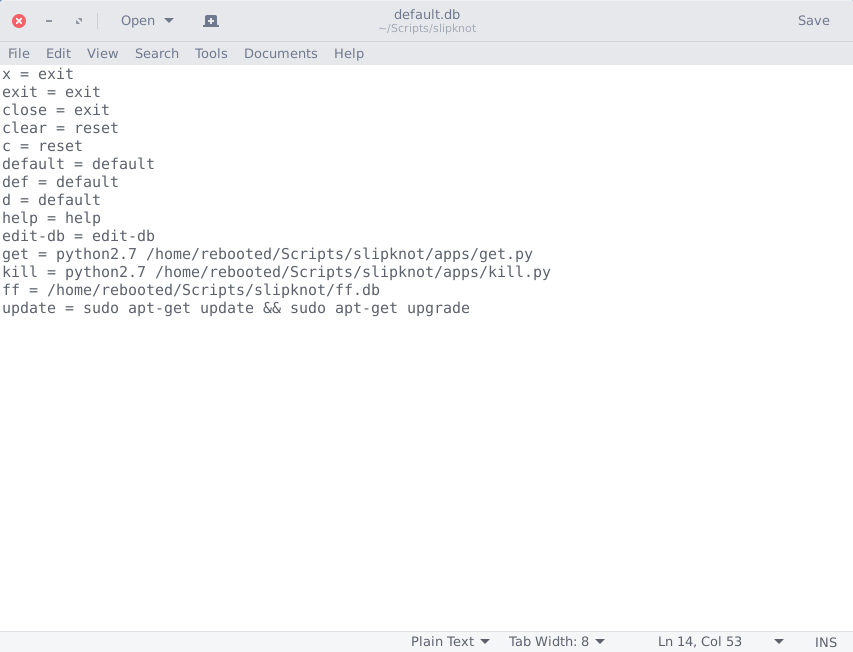 Open
default.db
~/Scripts/slipknot
Save
File Edit View Search Tools Documents Help
x = exit
exit = exit
close = exit
clear = reset
c = reset
default = default
def = default
d = default
help = help
edit-db = edit-db
get = python2.7 /home/rebooted/Scripts/slipknot/apps/get.py
kill = python2.7 /home/rebooted/Scripts/slipknot/apps/kill.py
ff = /home/rebooted/Scripts/slipknot/ff.db
update = sudo apt-get update && sudo apt-get upgrade
Plain Text Tab Width: 8 Ln 14, Col 53 INS